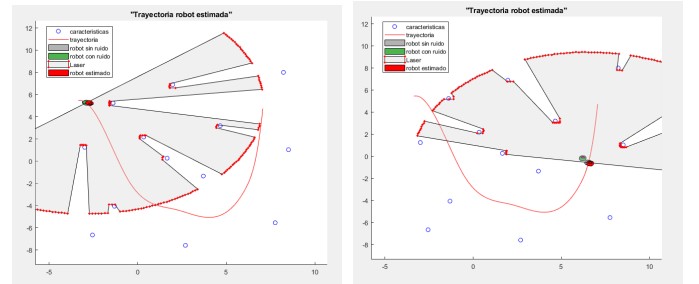 "Trayectoria robot estimada"
caracteristicas
trayectoria
robot sin ruido
robot con ruido
Laser
robot estimado
12
10
8
6
4
2
0
-2
-4
-6
-8
-5
0
5
10
"Trayectoria robot estimada"
caracteristicas
trayectoria
robot sin ruido
robot con ruido
Laser
robot estimado
12
10
8
6
4
2
0
-2
-4
-6
-8
-5
0
5
10